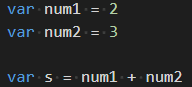 var num1 = 2
var num2 = 3
var s = num1 + num2